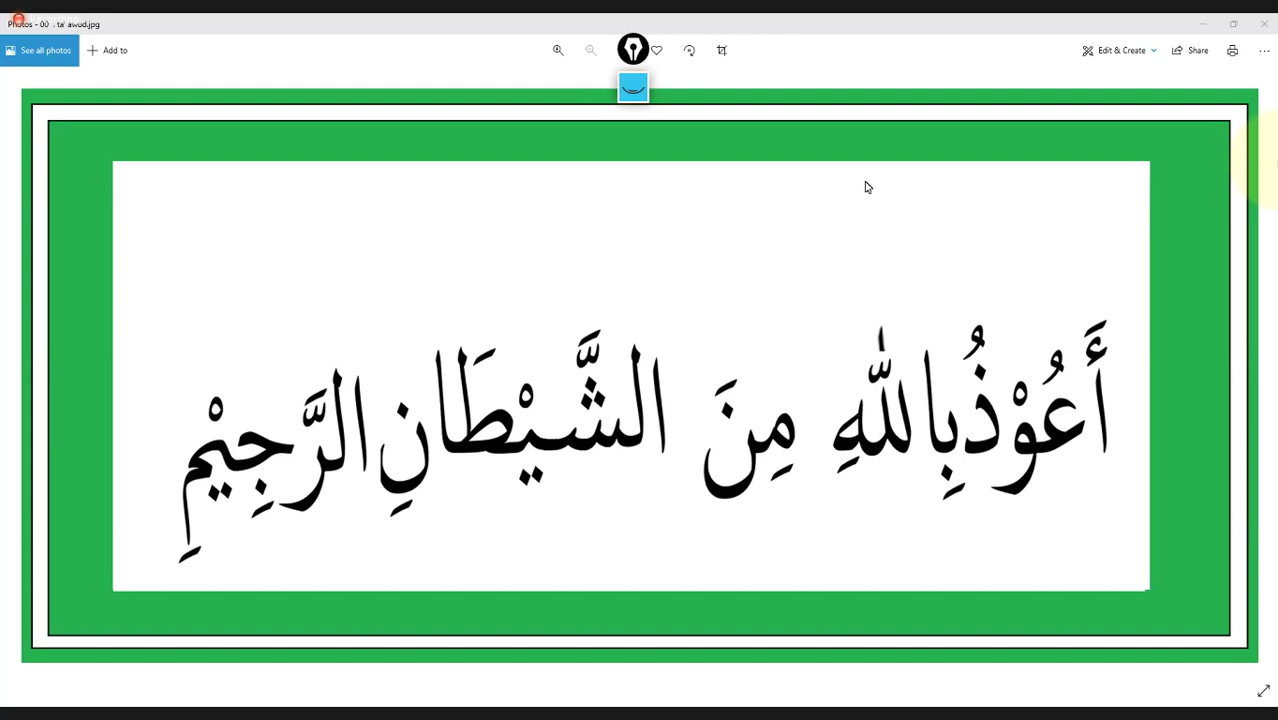 Photos - 00 . ta' awud.jpg
See all photos
Add to
Edit & Create
Share
أَعُوْذُبِاللّٰهِ مِنَ الشَّيْطَانِ الرَّجِيْمِ